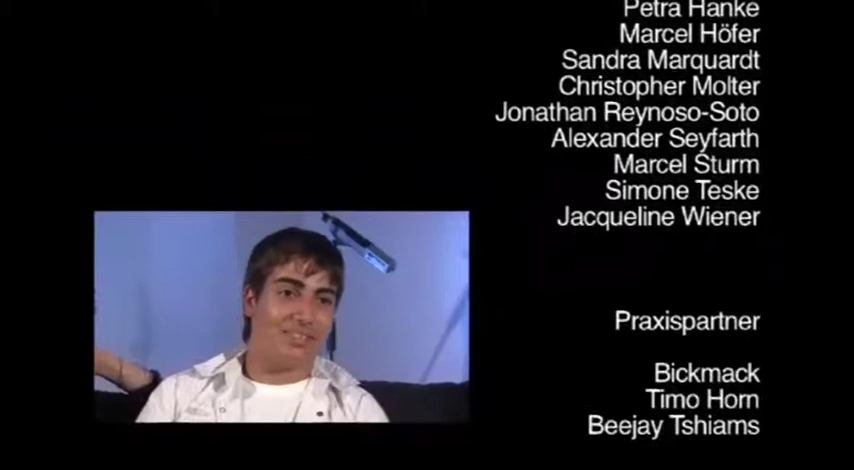 Petra Hanke
Marcel Höfer
Sandra Marquardt
Christopher Molter
Jonathan Reynoso-Soto
Alexander Seyfarth
Marcel Sturm
Simone Teske
Jacqueline Wiener
Praxispartner
Bickmack
Timo Horn
Beejay Tshiams